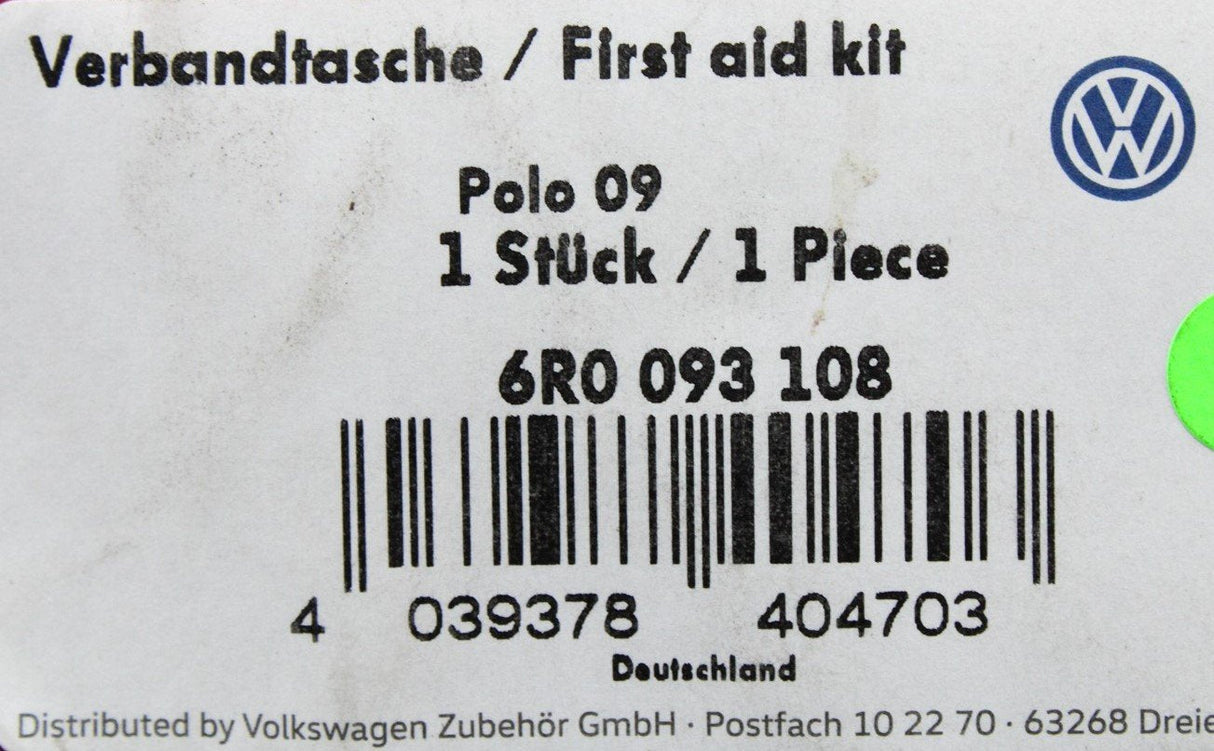 Verbandtasche / First aid kit
Polo 09
1 Stück / 1 Piece
6R0 093 108
4 039378 404703
Deutschland
Distributed by Volkswagen Zubehör GmbH · Postfach 10 22 70 · 63268 Dreie